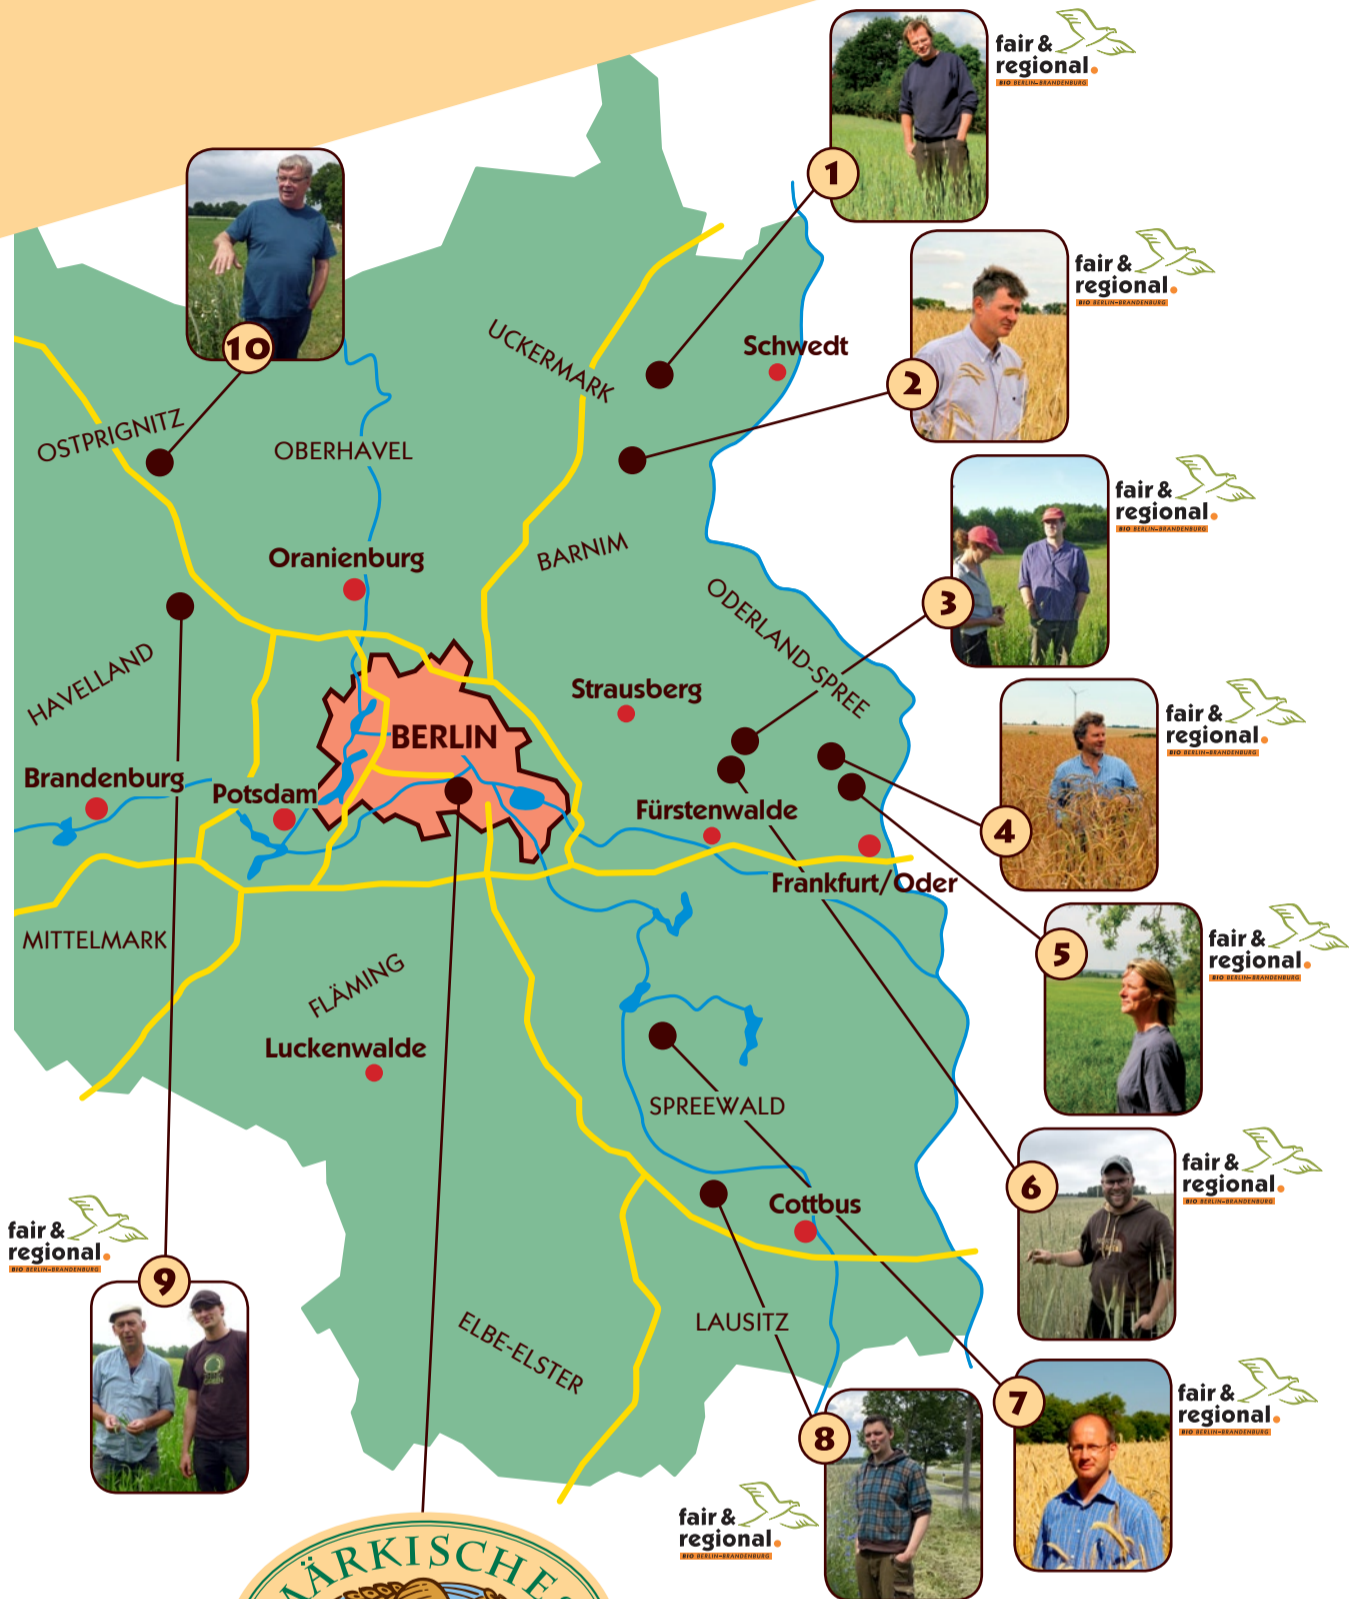 fair &
regional.
BIO BERLIN-BRANDENBURG
1
fair &
regional.
BIO BERLIN-BRANDENBURG
2
10
UCKERMARK
Schwedt
OSTPRIGNITZ
OBERHAVEL
fair &
regional.
BIO BERLIN-BRANDENBURG
3
Oranienburg
BARNIM
ODERLAND-SPREE
HAVELLAND
Strausberg
fair &
regional.
BIO BERLIN-BRANDENBURG
4
BERLIN
Brandenburg
Potsdam
Fürstenwalde
Frankfurt/Oder
fair &
regional.
BIO BERLIN-BRANDENBURG
5
MITTELMARK
FLÄMING
Luckenwalde
SPREEWALD
fair &
regional.
BIO BERLIN-BRANDENBURG
6
Cottbus
fair &
regional.
BIO BERLIN-BRANDENBURG
9
LAUSITZ
ELBE-ELSTER
fair &
regional.
BIO BERLIN-BRANDENBURG
7
8
fair &
regional.
BIO BERLIN-BRANDENBURG
MÄRKISCHES